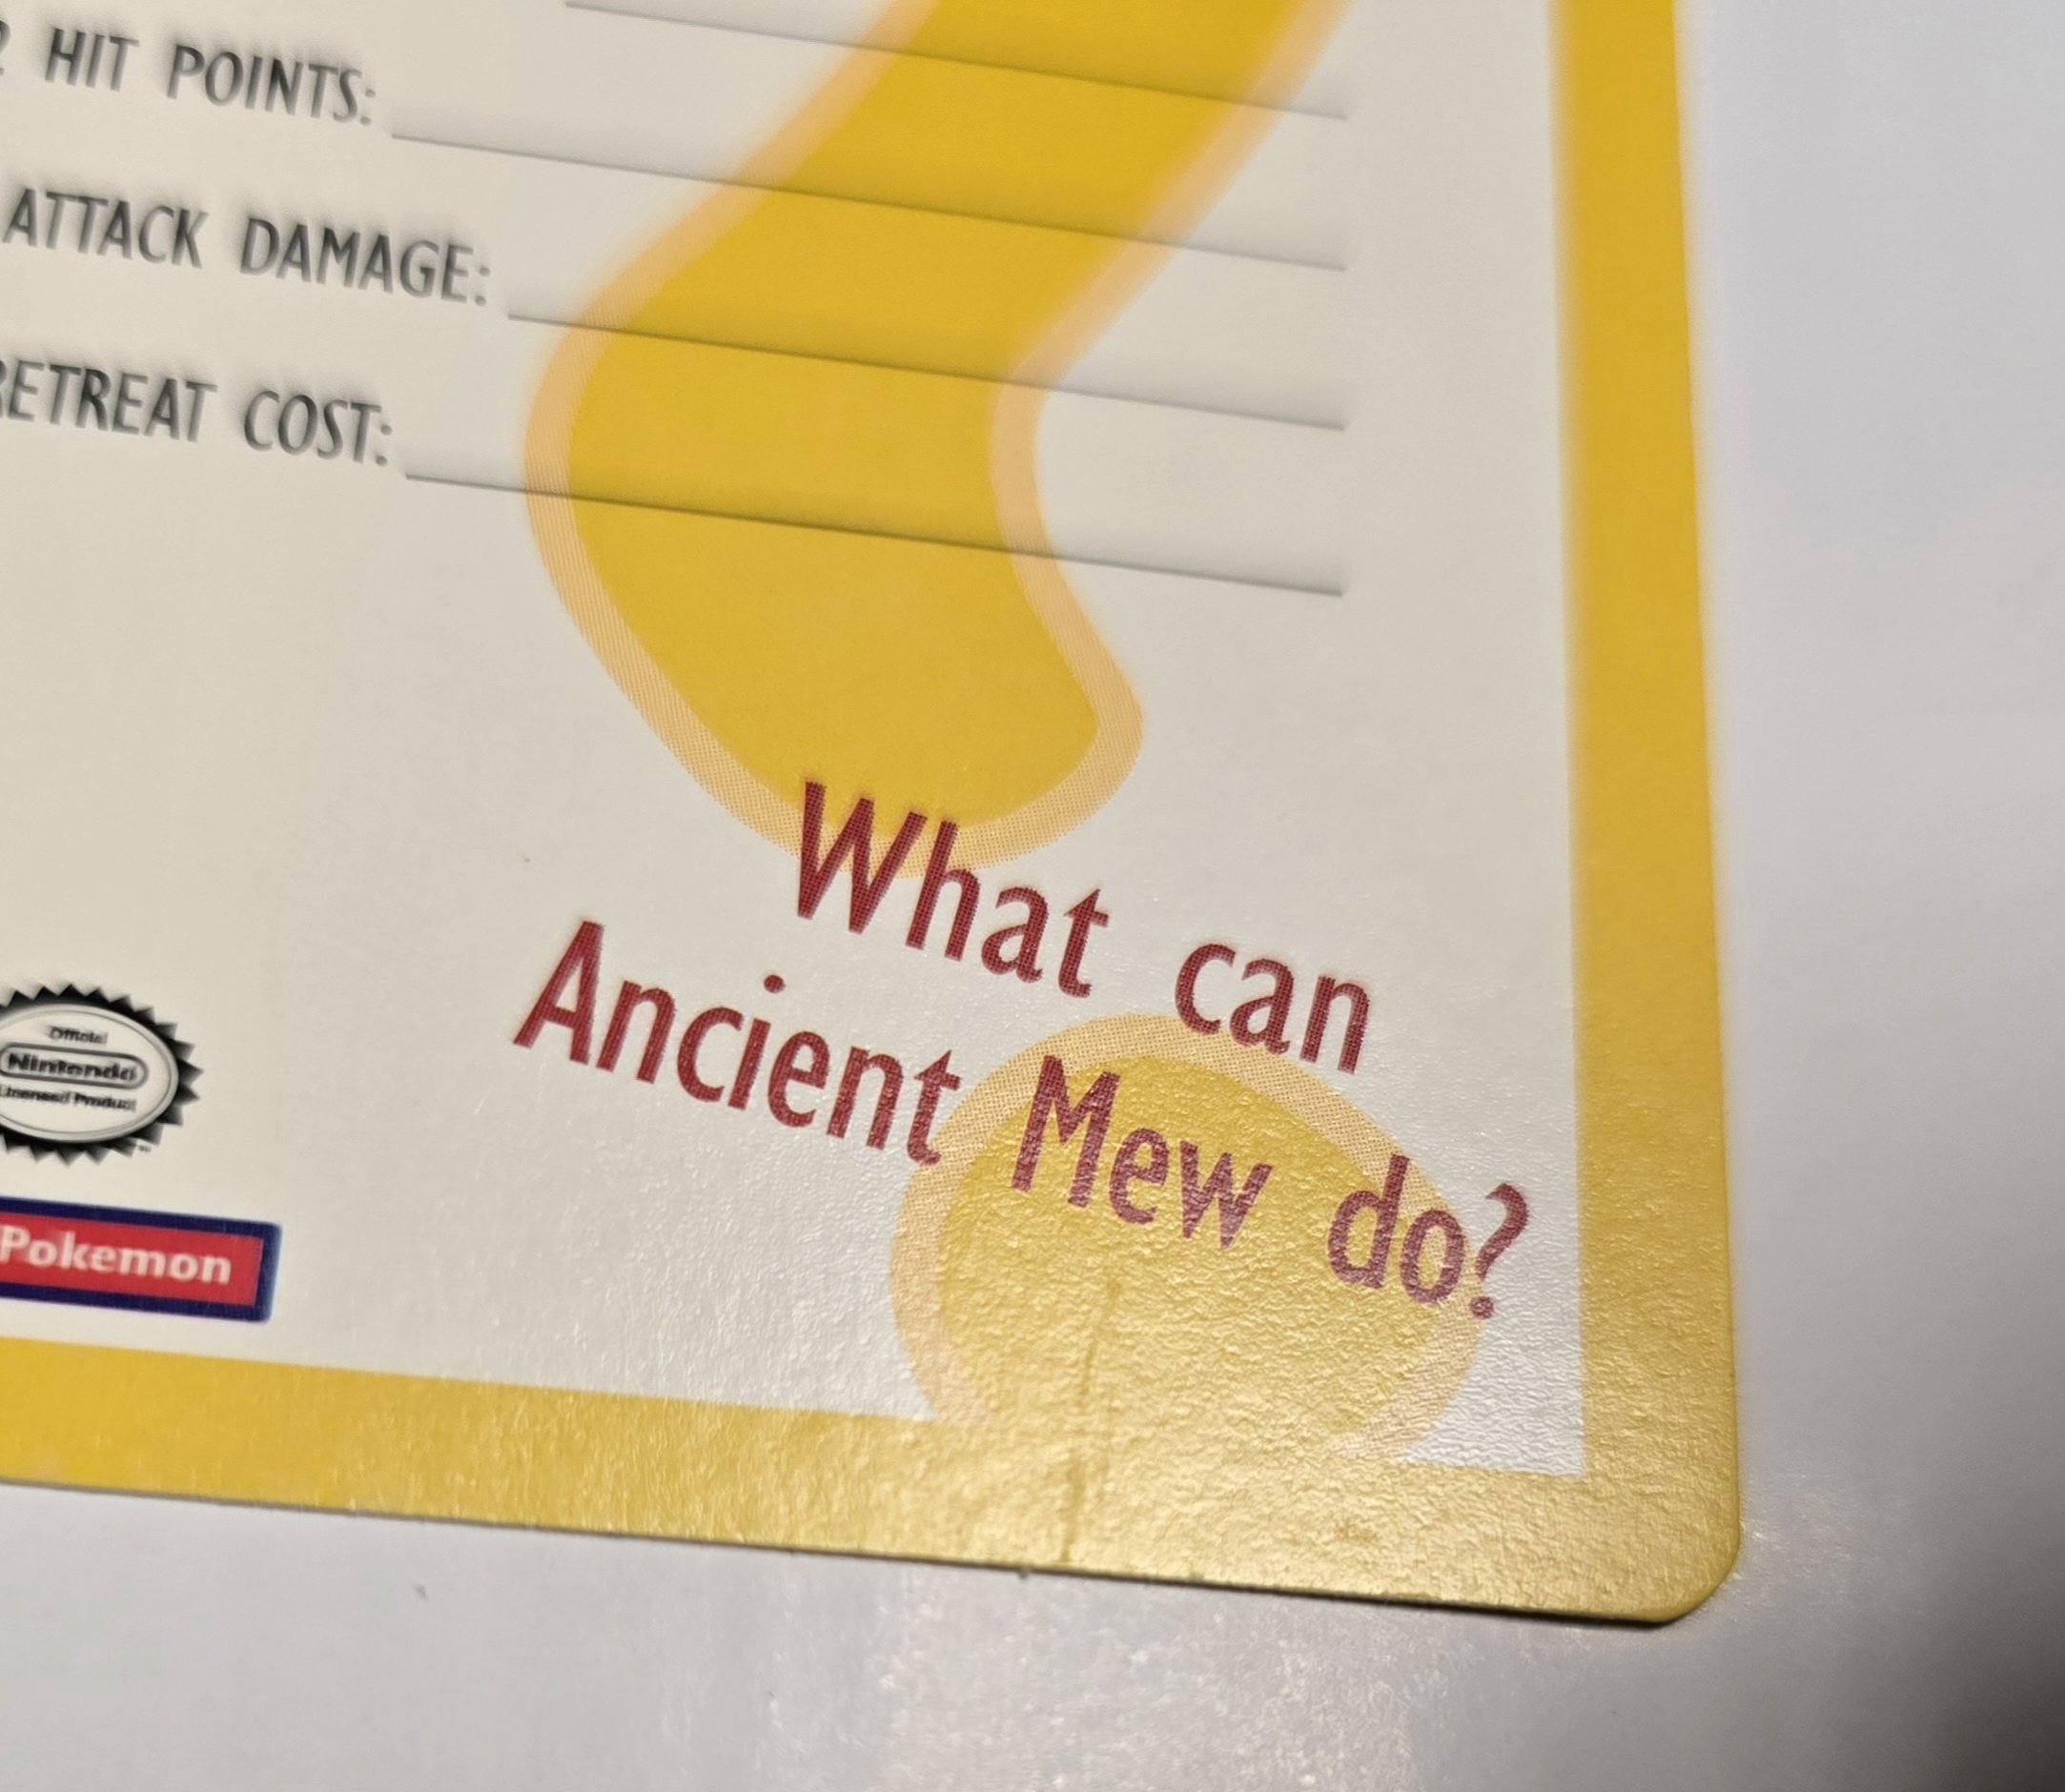 HIT POINTS:
ATTACK DAMAGE:
RETREAT COST:
What can
Ancient Mew do?
Official
Nintendo
Licensed Product
Pokemon